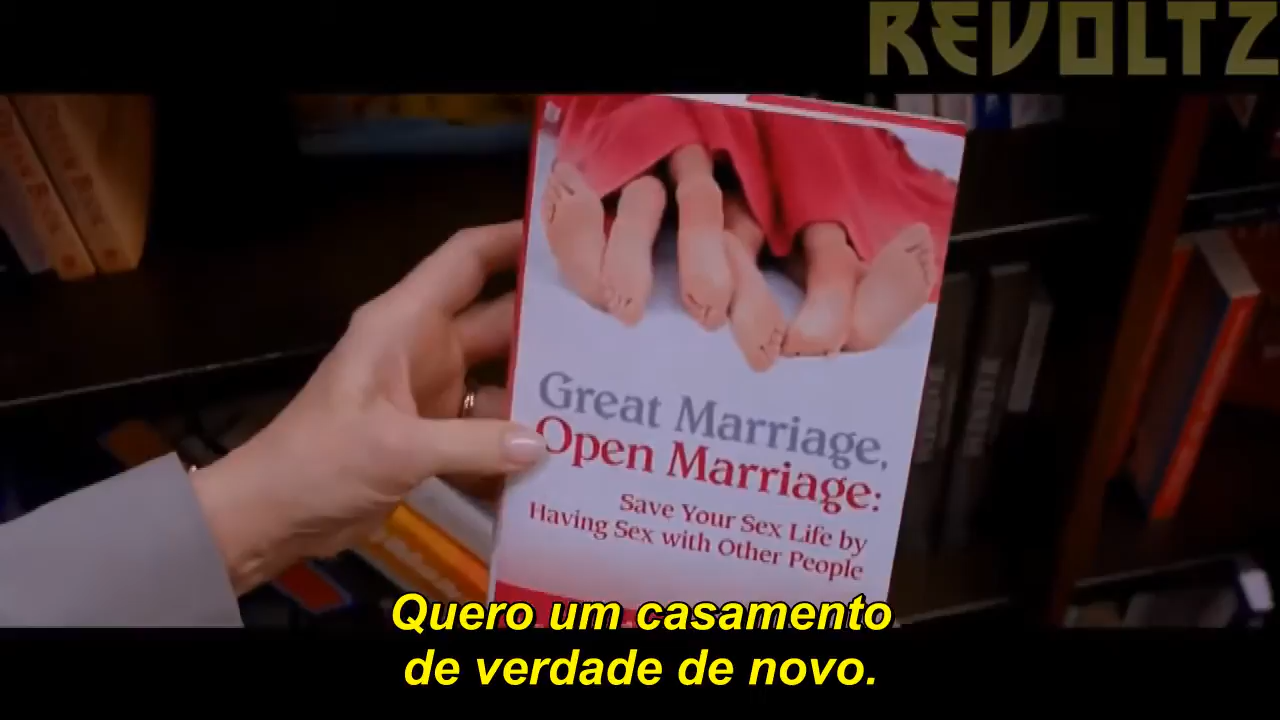 REVOLTZ
Great Marriage,
Open Marriage:
Save Your Sex Life by
Having Sex with Other People
Quero um casamento
de verdade de novo.